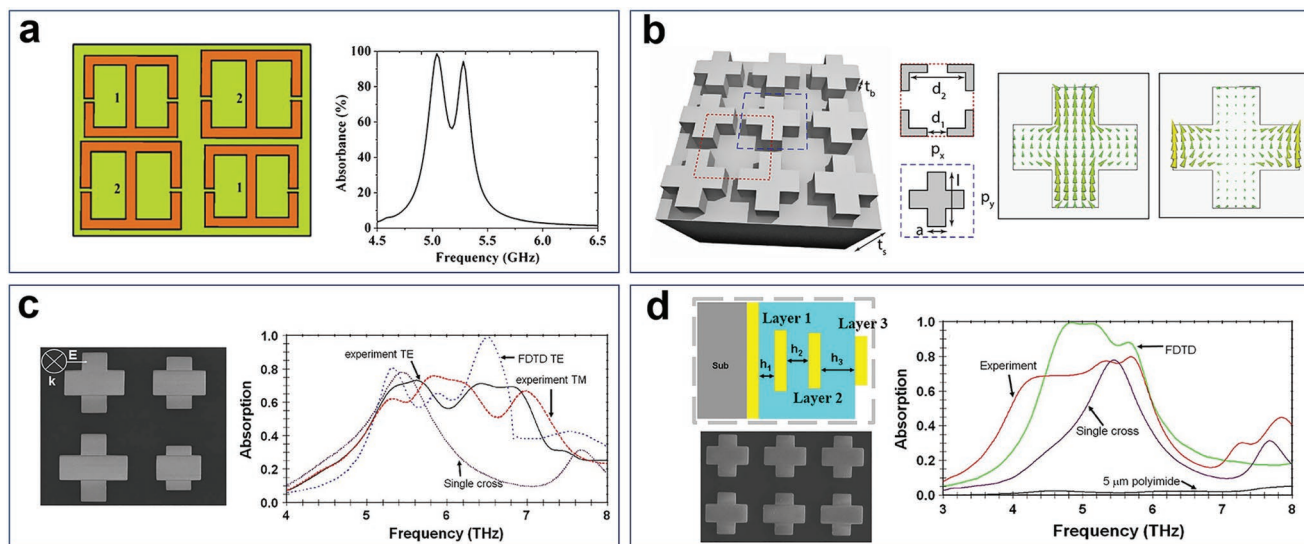 a
1
2
2
1
Absorbance (%)
100
80
60
40
20
0
4.5
5.0
5.5
6.0
6.5
Frequency (GHz)
b
t_b
t_s
d_2
d_1
p_x
p_y
l
a
c
E
k
Absorption
1.0
0.8
0.6
0.4
0.2
0.0
experiment TE
FDTD TE
experiment TM
Single cross
4
5
6
7
8
Frequency (THz)
d
Sub
Layer 1
Layer 3
h_1
h_2
h_3
Layer 2
Absorption
1.0
0.8
0.6
0.4
0.2
0.0
Experiment
FDTD
Single cross
5 μm polyimide
3
4
5
6
7
8
Frequency (THz)